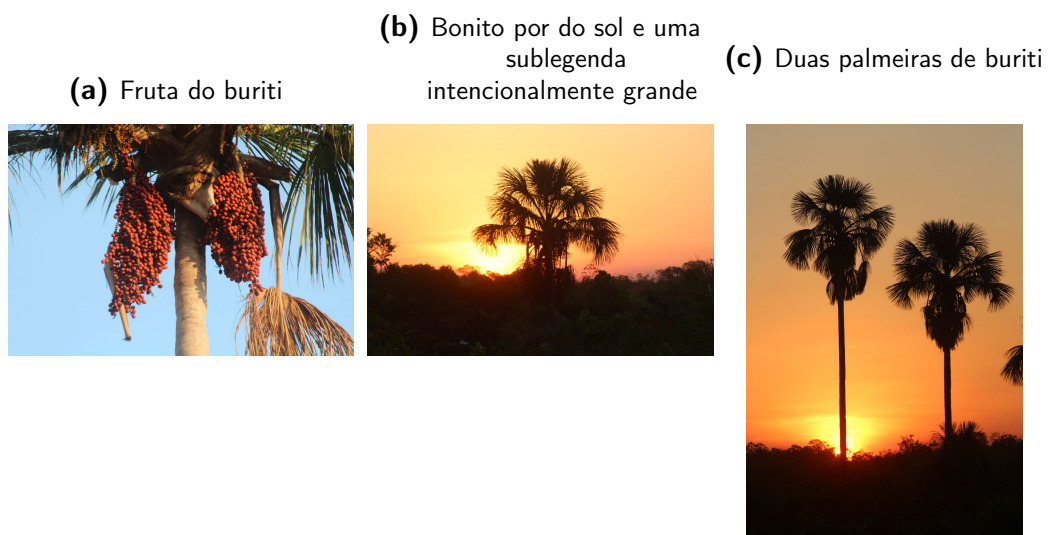 (a) Fruta do buriti
(b) Bonito por do sol e uma
sublegenda
intencionalmente grande
(c) Duas palmeiras de buriti